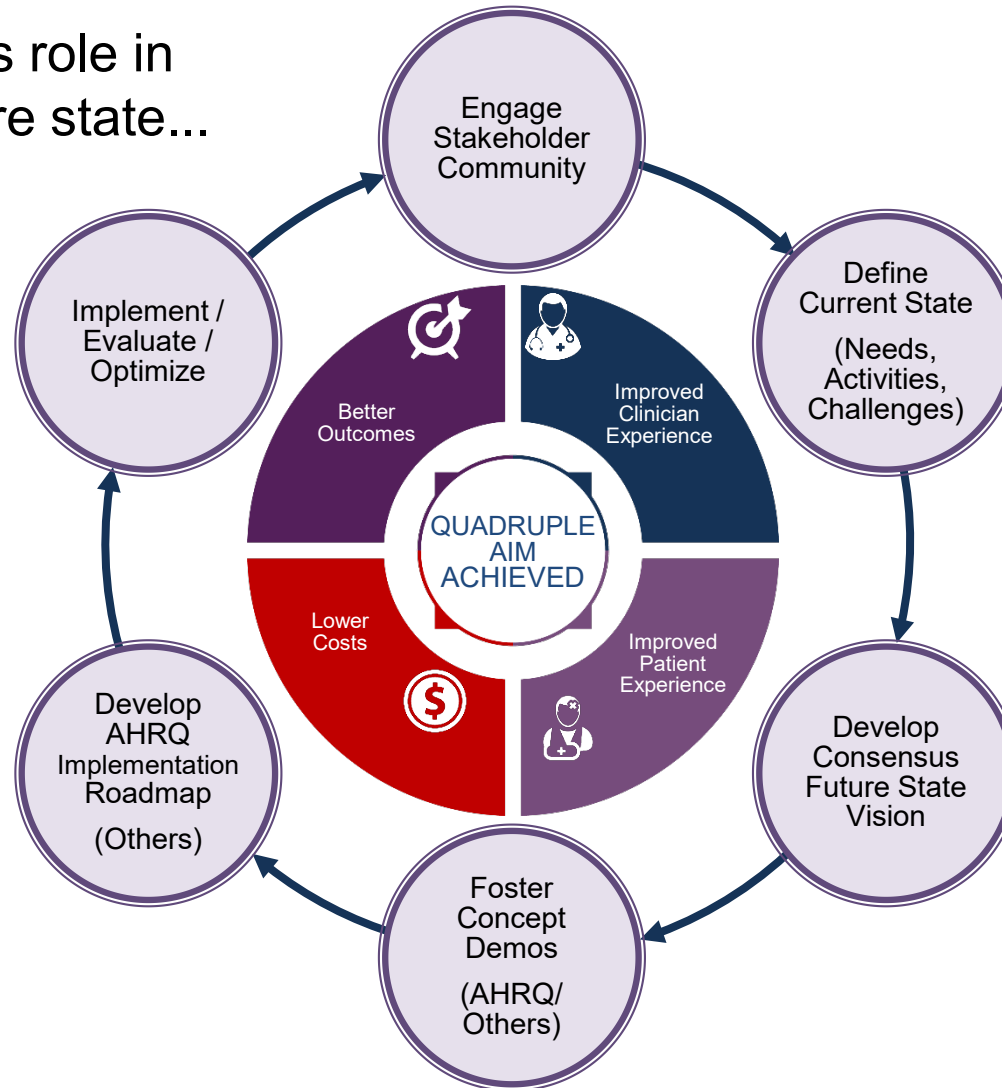 s role in
re state...
Engage
Stakeholder
Community
Define
Current State
(Needs,
Activities,
Challenges)
Develop
Consensus
Future State
Vision
Foster
Concept
Demos
(AHRQ/
Others)
Develop
AHRQ
Implementation
Roadmap
(Others)
Implement /
Evaluate /
Optimize
Better
Outcomes
Improved
Clinician
Experience
QUADRUPLE
AIM
ACHIEVED
Lower
Costs
$
Improved
Patient
Experience